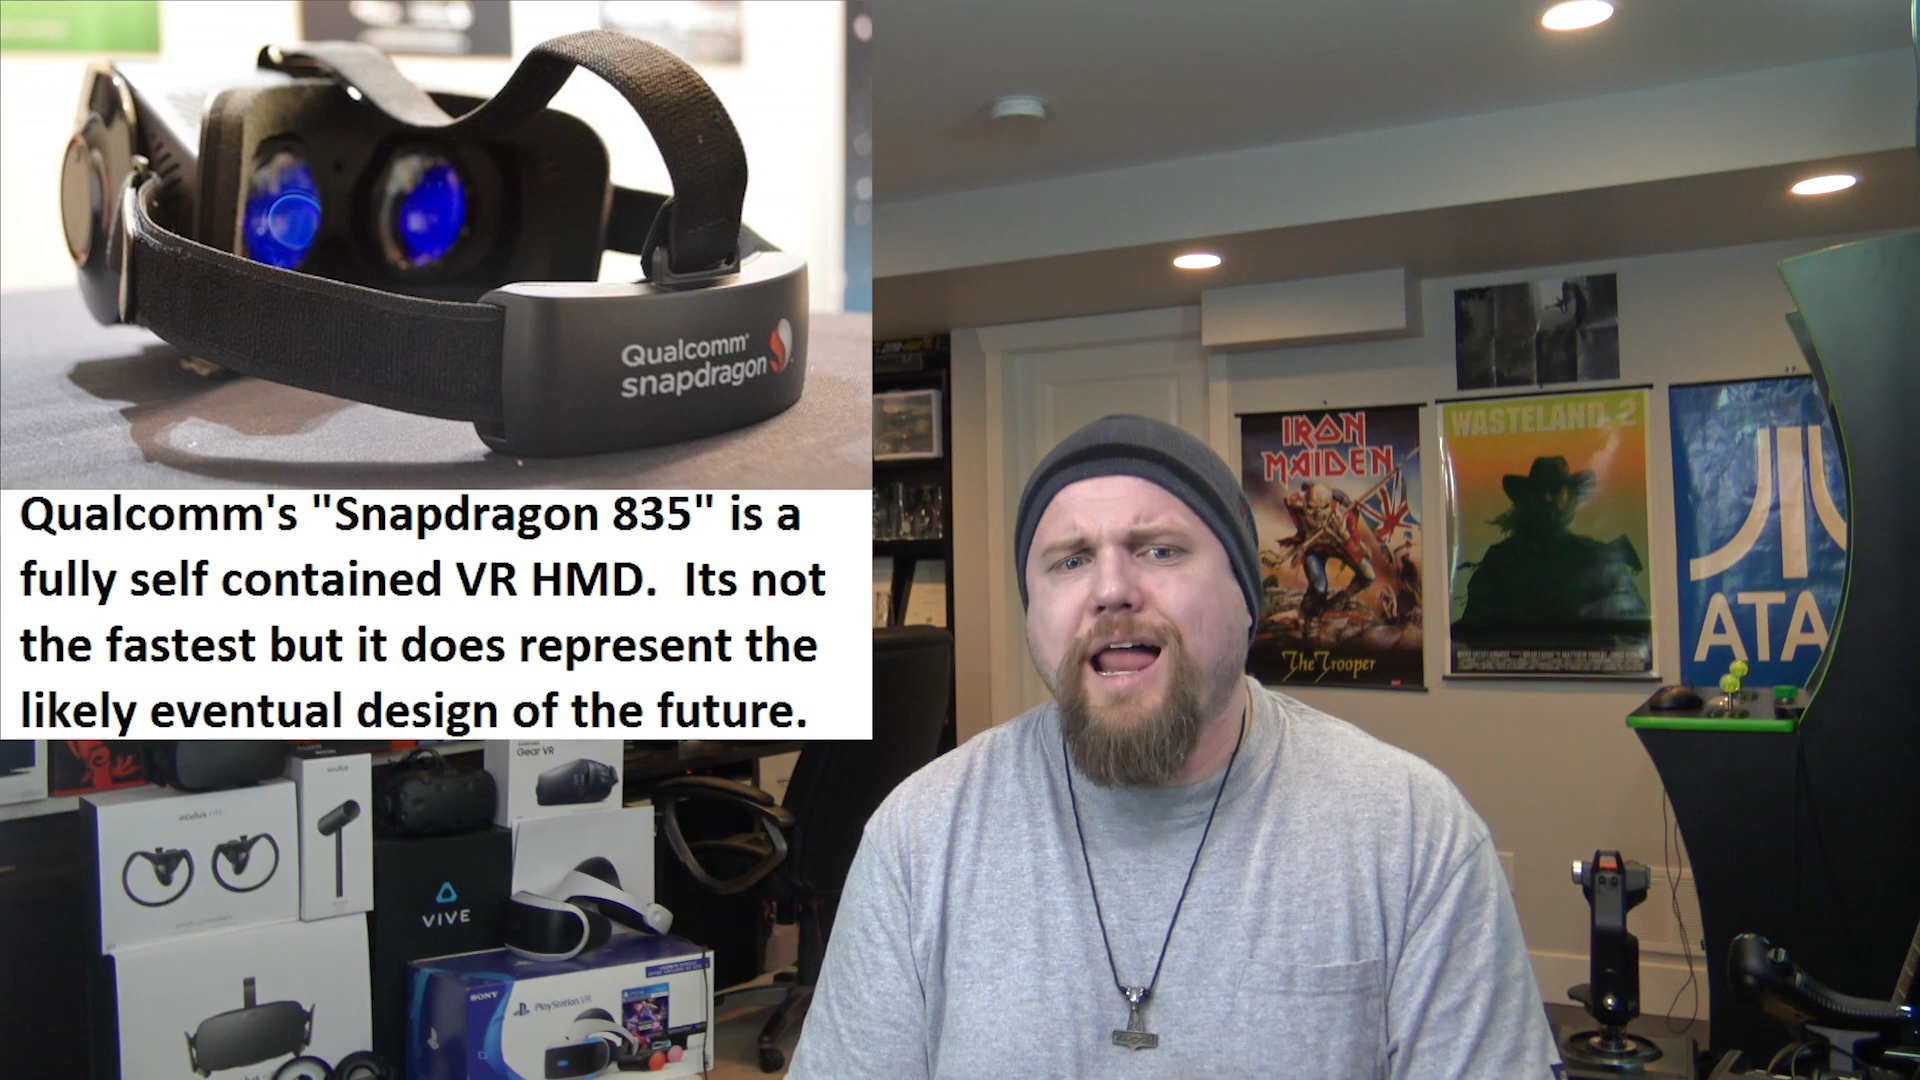 Qualcomm
snapdragon
Qualcomm's "Snapdragon 835" is a
fully self contained VR HMD.  Its not
the fastest but it does represent the
likely eventual design of the future.
IRON
MAIDEN
The Trooper
WASTELAND 2
ATA
Gear VR
oculus
oculus
VIVE
SONY
PlayStation VR